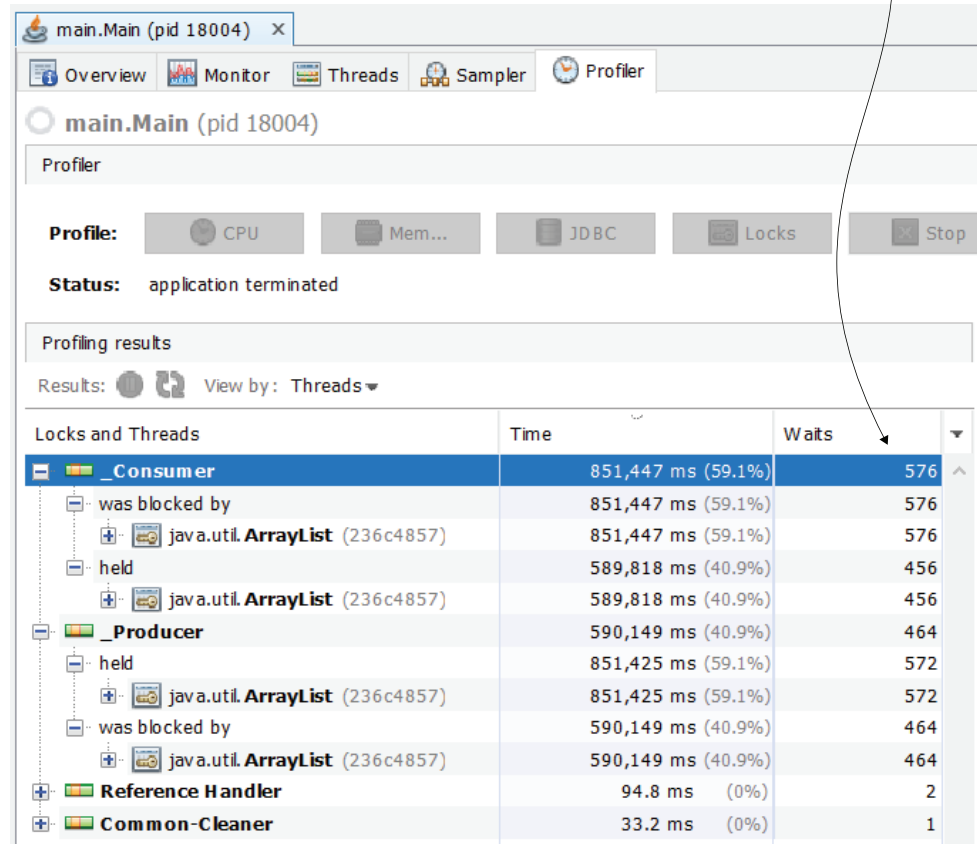 main.Main (pid 18004) X
Overview Monitor Threads Sampler Profiler
main.Main (pid 18004)
Profiler
Profile: CPU Mem... JDBC Locks Stop
Status: application terminated
Profiling results
Results: View by: Threads
Locks and Threads Time Waits
_Consumer 851,447 ms (59.1%) 576
was blocked by 851,447 ms (59.1%) 576
java.util.ArrayList (236c4857) 851,447 ms (59.1%) 576
held 589,818 ms (40.9%) 456
java.util.ArrayList (236c4857) 589,818 ms (40.9%) 456
_Producer 590,149 ms (40.9%) 464
held 851,425 ms (59.1%) 572
java.util.ArrayList (236c4857) 851,425 ms (59.1%) 572
was blocked by 590,149 ms (40.9%) 464
java.util.ArrayList (236c4857) 590,149 ms (40.9%) 464
Reference Handler 94.8 ms (0%) 2
Common-Cleaner 33.2 ms (0%) 1